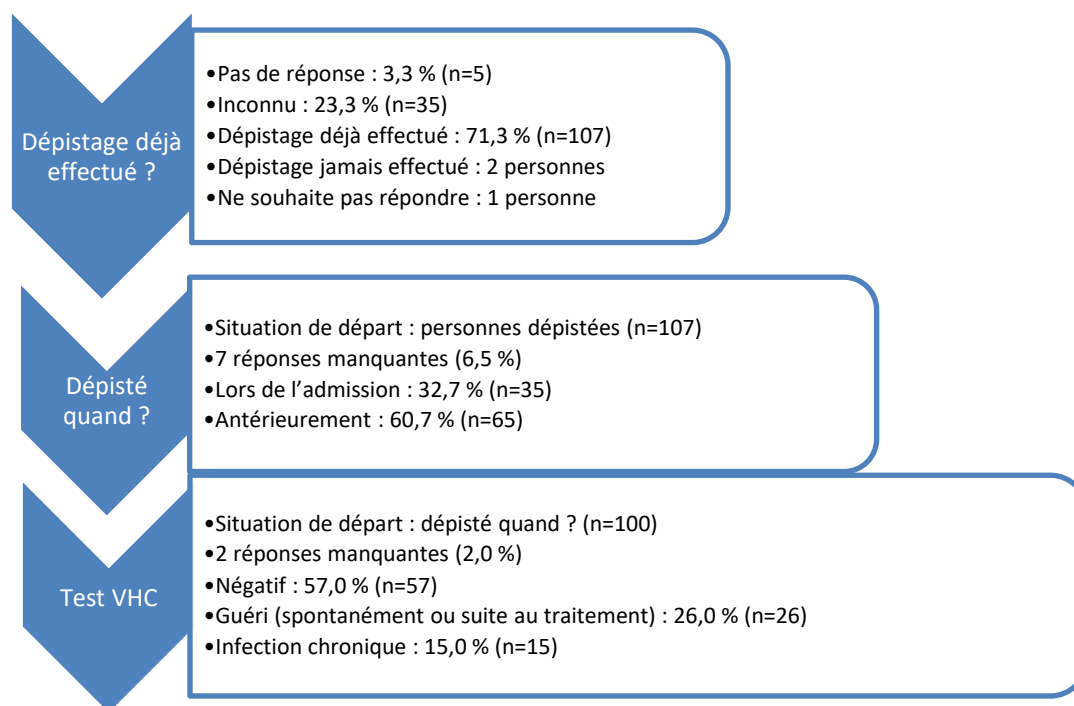 Dépistage déjà
effectué ?
•Pas de réponse : 3,3 % (n=5)
•Inconnu : 23,3 % (n=35)
•Dépistage déjà effectué : 71,3 % (n=107)
•Dépistage jamais effectué : 2 personnes
•Ne souhaite pas répondre : 1 personne
Dépisté
quand ?
•Situation de départ : personnes dépistées (n=107)
•7 réponses manquantes (6,5 %)
•Lors de l’admission : 32,7 % (n=35)
•Antérieurement : 60,7 % (n=65)
Test VHC
•Situation de départ : dépisté quand ? (n=100)
•2 réponses manquantes (2,0 %)
•Négatif : 57,0 % (n=57)
•Guéri (spontanément ou suite au traitement) : 26,0 % (n=26)
•Infection chronique : 15,0 % (n=15)